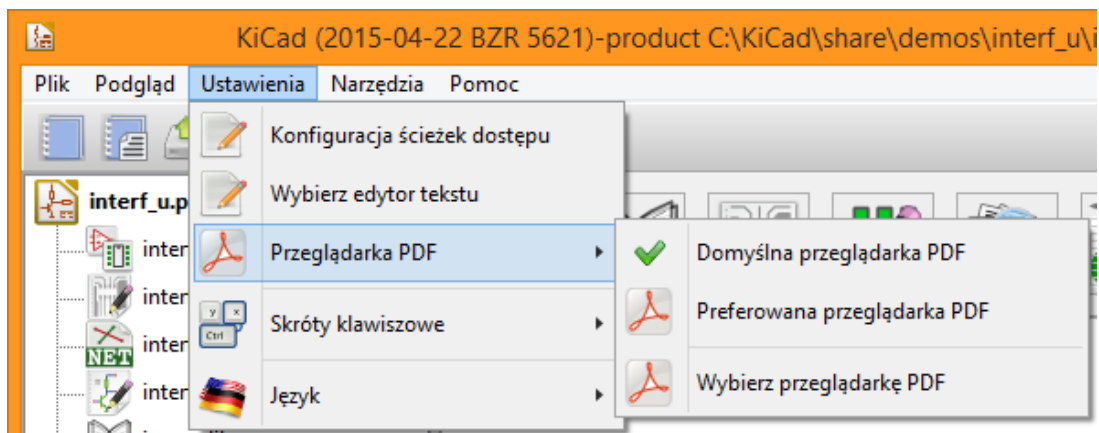 KiCad (2015-04-22 BZR 5621)-product C:\KiCad\share\demos\interf_u\i
Plik Podgląd Ustawienia Narzędzia Pomoc
Konfiguracja ścieżek dostępu
Wybierz edytor tekstu
interf_u.p
Przeglądarka PDF
inter
Domyślna przeglądarka PDF
inter
Preferowana przeglądarka PDF
y x
Ctrl
Skróty klawiszowe
NET
inter
Wybierz przeglądarkę PDF
inter
Język